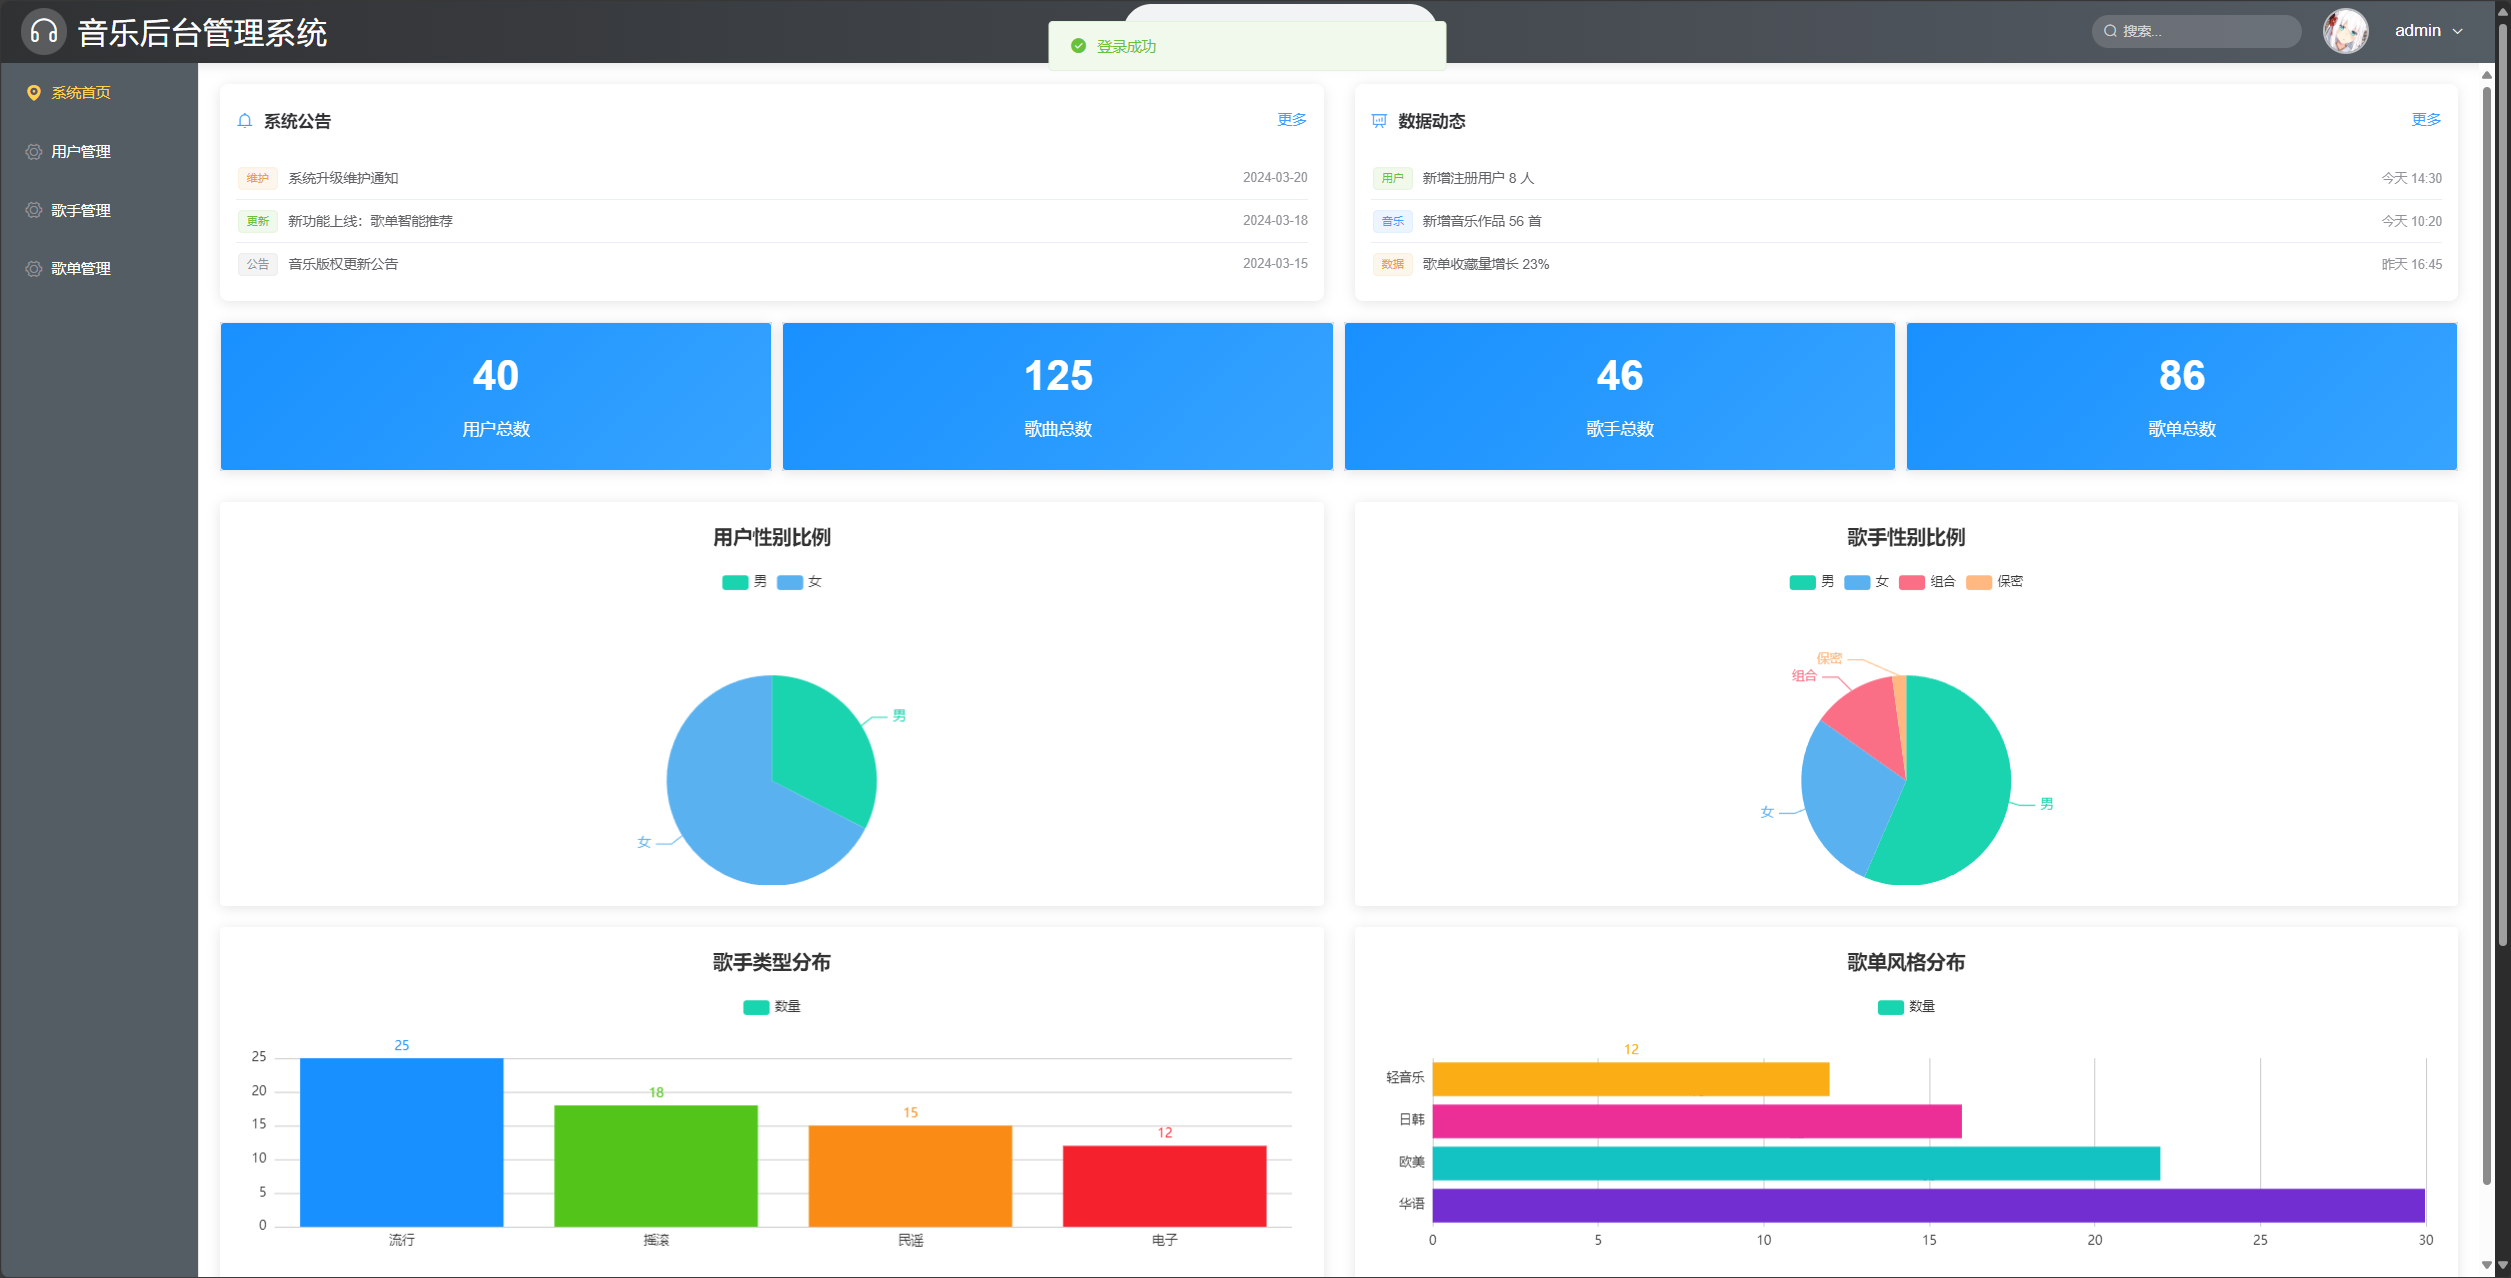 音乐后台管理系统
登录成功
搜索...
admin
系统首页
用户管理
歌手管理
歌单管理
系统公告
更多
维护 系统升级维护通知 2024-03-20
更新 新功能上线：歌单智能推荐 2024-03-18
公告 音乐版权更新公告 2024-03-15
数据动态
更多
用户 新增注册用户 8 人 今天 14:30
音乐 新增音乐作品 56 首 今天 10:20
数据 歌单收藏量增长 23% 昨天 16:45
40
用户总数
125
歌曲总数
46
歌手总数
86
歌单总数
用户性别比例
男 女
男
女
歌手性别比例
男 女 组合 保密
保密
组合
女
男
歌手类型分布
数量
25
20
15
10
5
0
25
18
15
12
流行 摇滚 民谣 电子
歌单风格分布
数量
12
轻音乐
日韩
欧美
华语
0 5 10 15 20 25 30